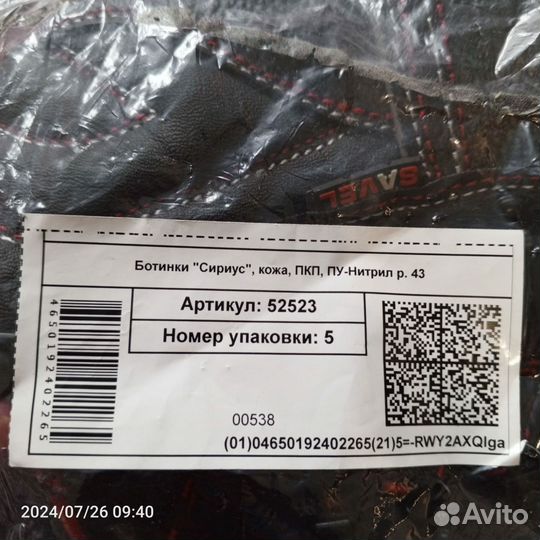 SAVEL
Ботинки "Сириус", кожа, ПКП, ПУ-Нитрил р. 43
Артикул: 52523
Номер упаковки: 5
4650192402265
00538
(01)04650192402265(21)5=-RWY2AXQIga
2024/07/26 09:40
Avito